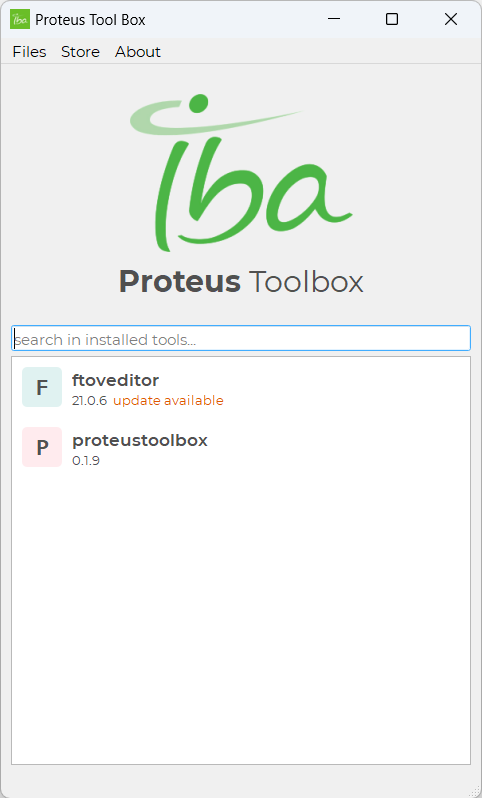 iba Proteus Tool Box
Files Store About
iba
Proteus Toolbox
search in installed tools...
F ftoveditor
21.0.6 update available
P proteustoolbox
0.1.9